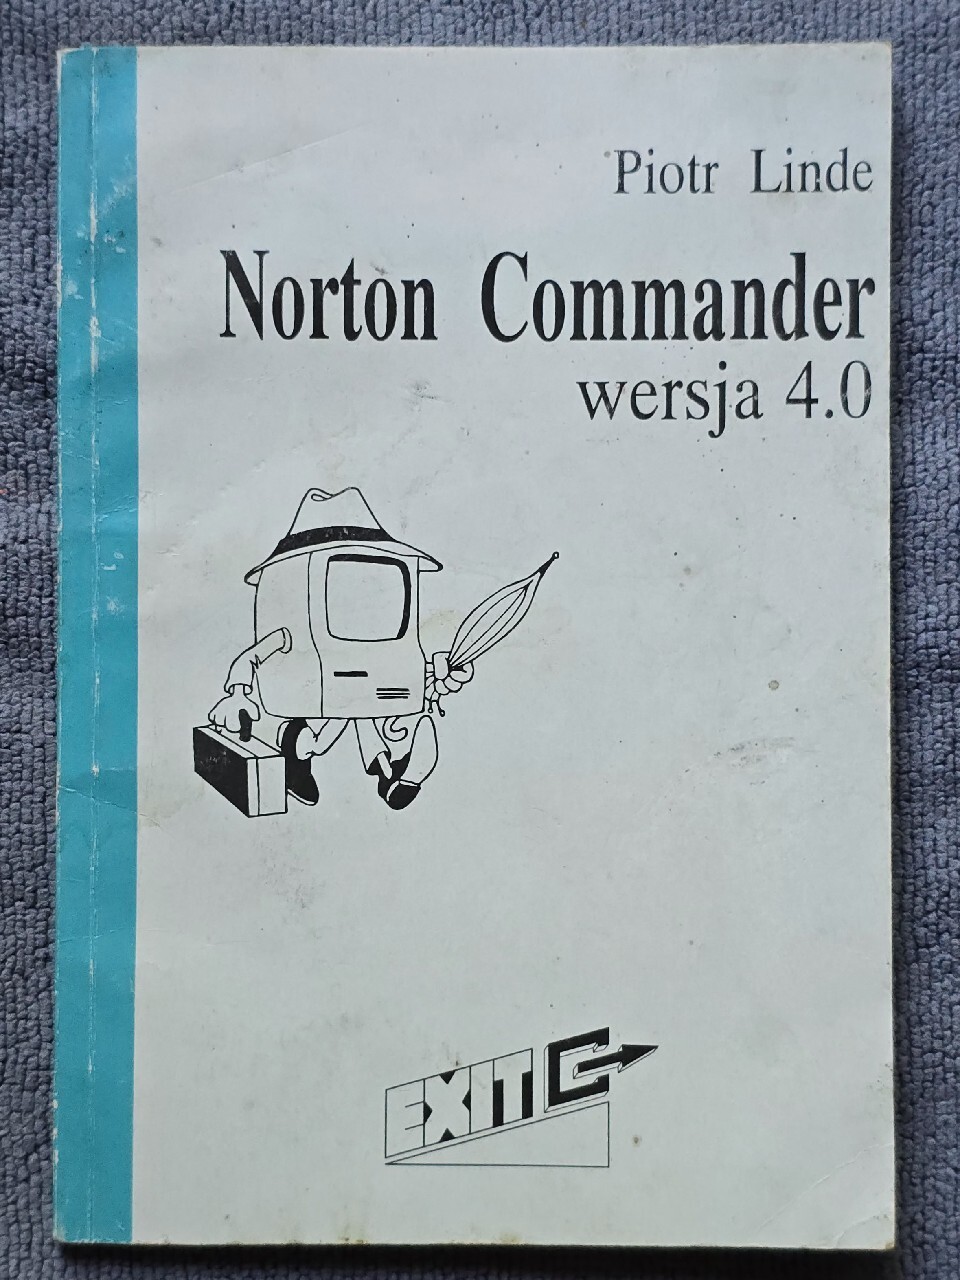 Piotr Linde
Norton Commander
wersja 4.0
EXIT